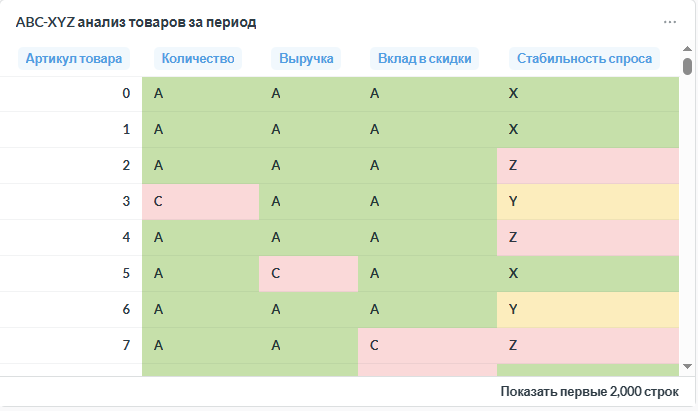 ABC-XYZ анализ товаров за период
Артикул товара Количество Выручка Вклад в скидки Стабильность спроса
0 A A A X
1 A A A X
2 A A A Z
3 C A A Y
4 A A A Z
5 A C A X
6 A A A Y
7 A A C Z
Показать первые 2,000 строк